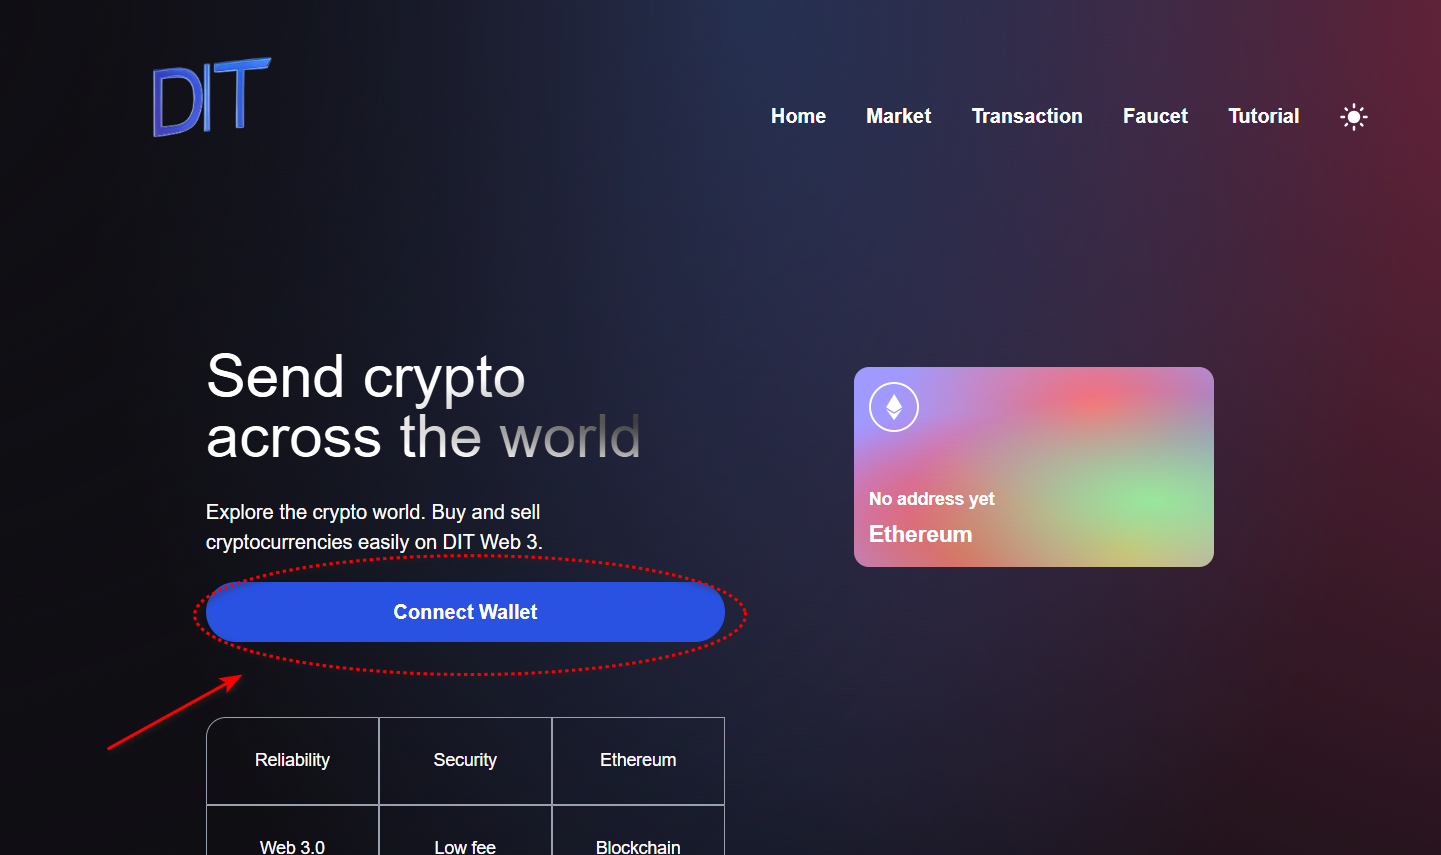 DIT
Home Market Transaction Faucet Tutorial
Send crypto
across the world
Explore the crypto world. Buy and sell
cryptocurrencies easily on DIT Web 3.
Connect Wallet
No address yet
Ethereum
Reliability Security Ethereum
Web 3.0 Low fee Blockchain